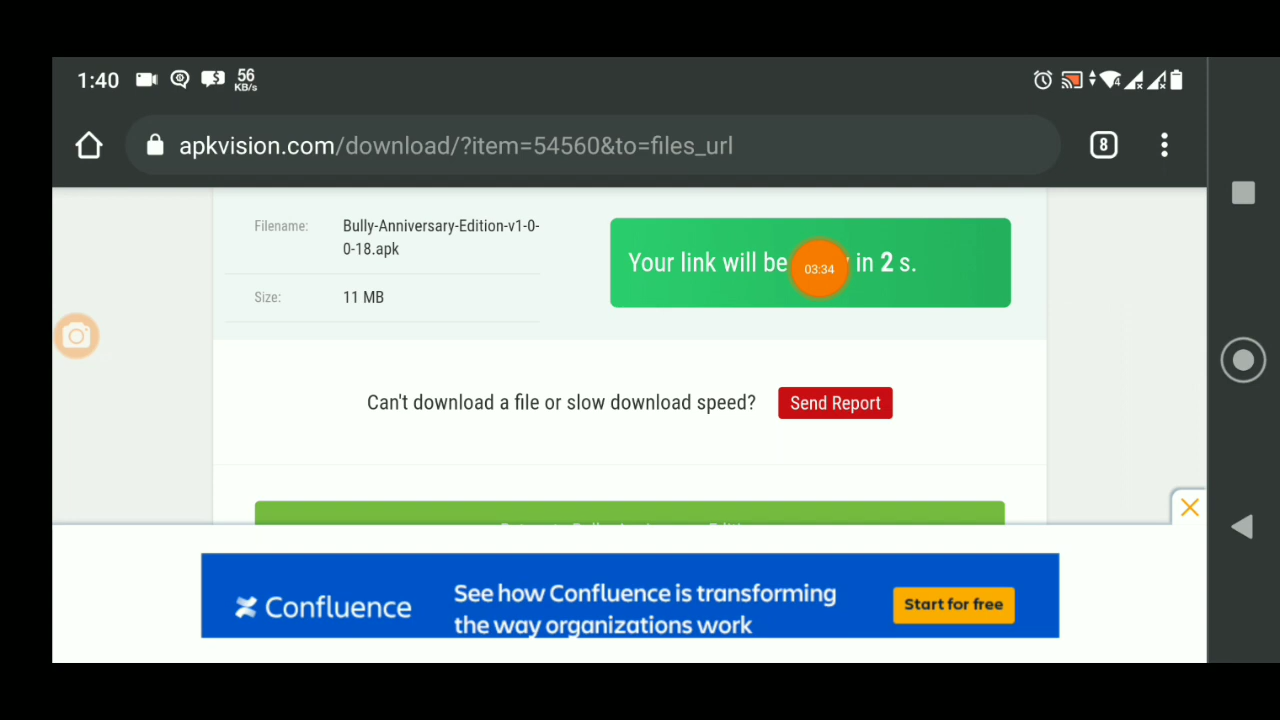 1:40
56
KB/s
4
apkvision.com/download/?item=54560&to=files_url
8
Filename:
Bully-Anniversary-Edition-v1-0-
0-18.apk
Your link will be
03:34
in 2 s.
Size:
11 MB
Can't download a file or slow download speed?
Send Report
Confluence
See how Confluence is transforming
the way organizations work
Start for free